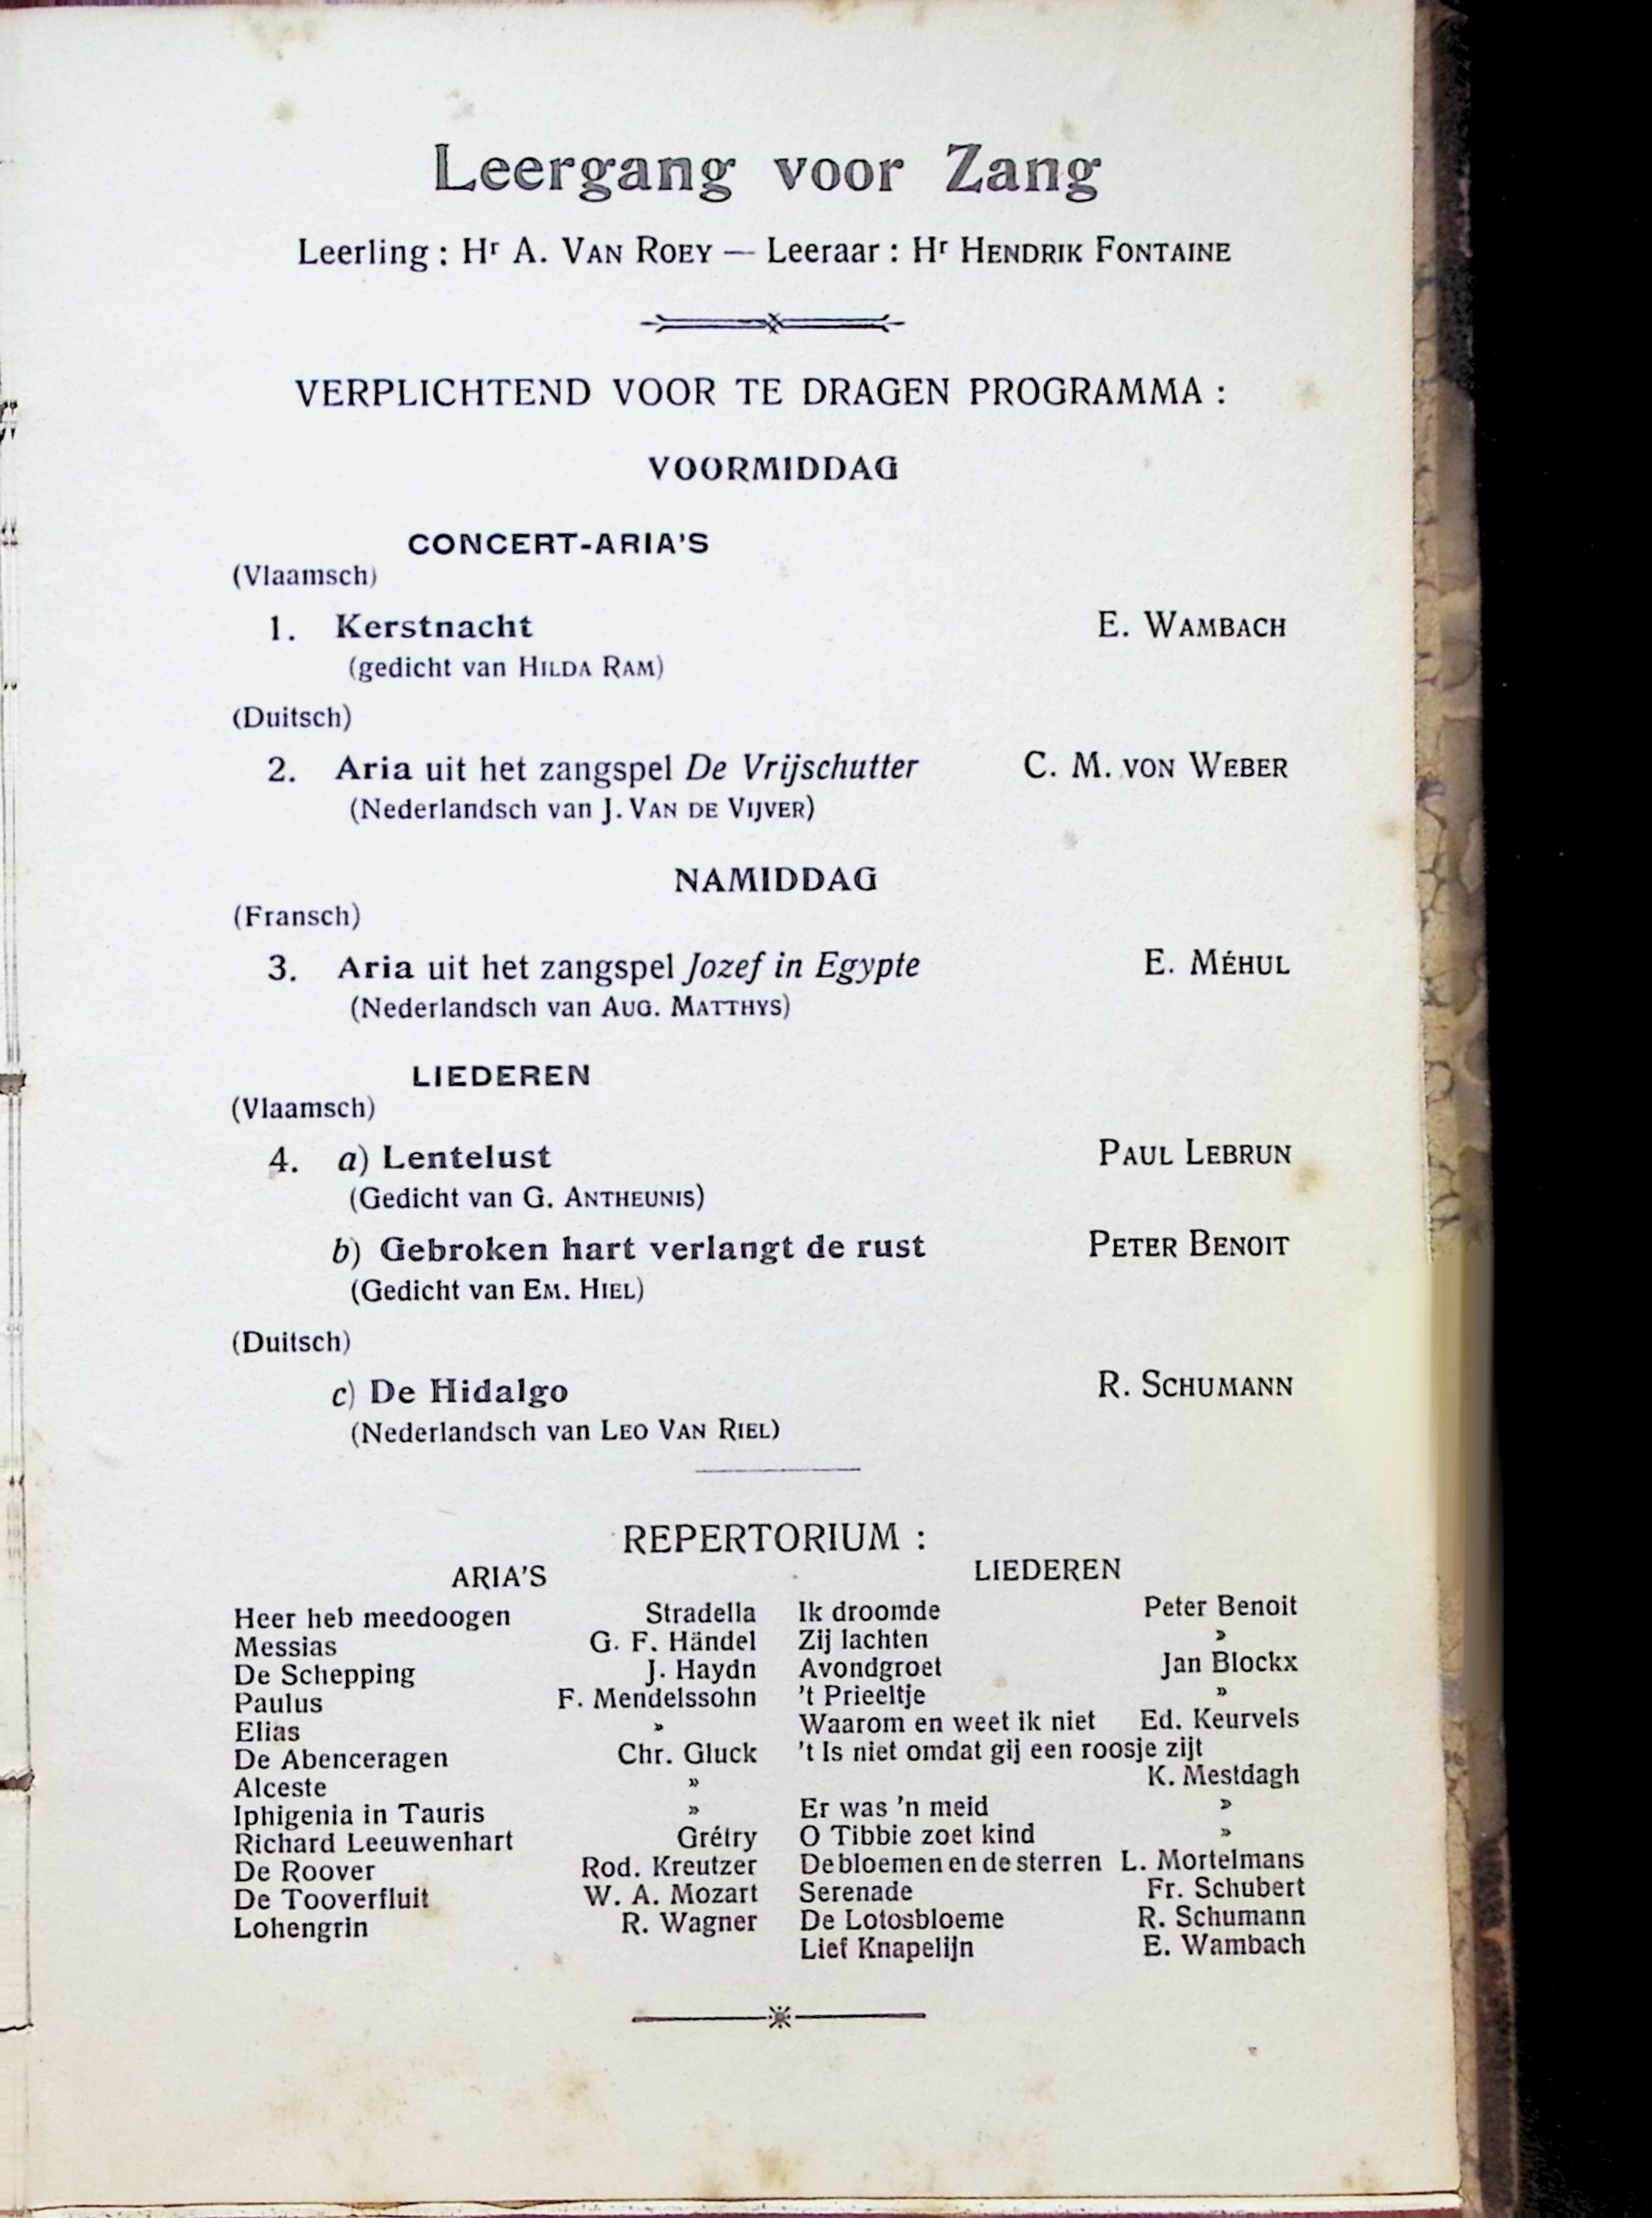 Leergang voor Zang
Leerling : Hr A. VAN ROEY — Leeraar : Hr HENDRIK FONTAINE
VERPLICHTEND VOOR TE DRAGEN PROGRAMMA :
VOORMIDDAG
CONCERT-ARIA'S
(Vlaamsch)
1. Kerstnacht E. WAMBACH
(gedicht van HILDA RAM)
(Duitsch)
2. Aria uit het zangspel De Vrijschutter C. M. VON WEBER
(Nederlandsch van J. VAN DE VIJVER)
NAMIDDAG
(Fransch)
3. Aria uit het zangspel Jozef in Egypte E. MÉHUL
(Nederlandsch van AUG. MATTHYS)
LIEDEREN
(Vlaamsch)
4. a) Lentelust PAUL LEBRUN
(Gedicht van G. ANTHEUNIS)
b) Gebroken hart verlangt de rust PETER BENOIT
(Gedicht van EM. HIEL)
(Duitsch)
c) De Hidalgo R. SCHUMANN
(Nederlandsch van LEO VAN RIEL)
REPERTORIUM :
ARIA'S
Heer heb meedoogen Stradella
Messias G. F. Händel
De Schepping J. Haydn
Paulus F. Mendelssohn
Elias »
De Abenceragen Chr. Gluck
Alceste »
Iphigenia in Tauris »
Richard Leeuwenhart Grétry
De Roover Rod. Kreutzer
De Tooverfluit W. A. Mozart
Lohengrin R. Wagner
LIEDEREN
Ik droomde Peter Benoit
Zij lachten »
Avondgroet Jan Blockx
't Prieeltje »
Waarom en weet ik niet Ed. Keurvels
't Is niet omdat gij een roosje zijt
K. Mestdagh
Er was 'n meid »
O Tibbie zoet kind »
De bloemen en de sterren L. Mortelmans
Serenade Fr. Schubert
De Lotosbloeme R. Schumann
Lief Knapelijn E. Wambach